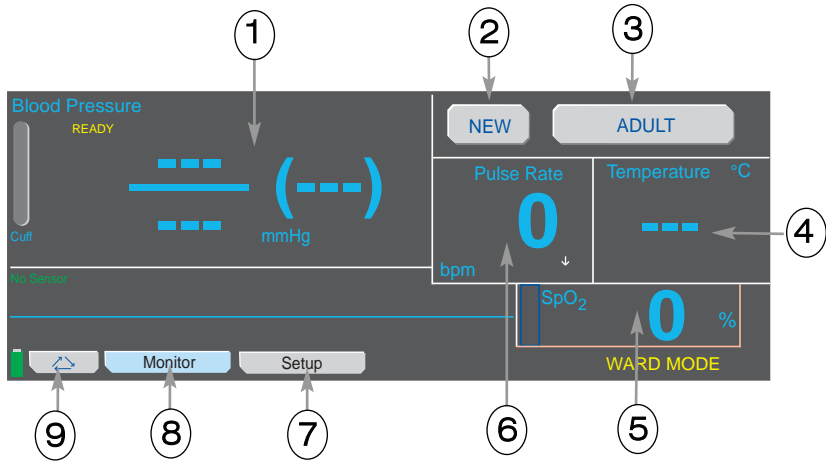 1
2
3
Blood Pressure
READY
NEW
ADULT
--- 
---
(---)
mmHg
Cuff
Pulse Rate
0
↓
bpm
Temperature °C
---
4
No Sensor
SpO₂
0
%
WARD MODE
Monitor
Setup
9
8
7
6
5